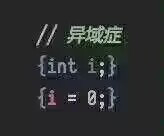 // 异域症
{int i;}
{i = 0;}